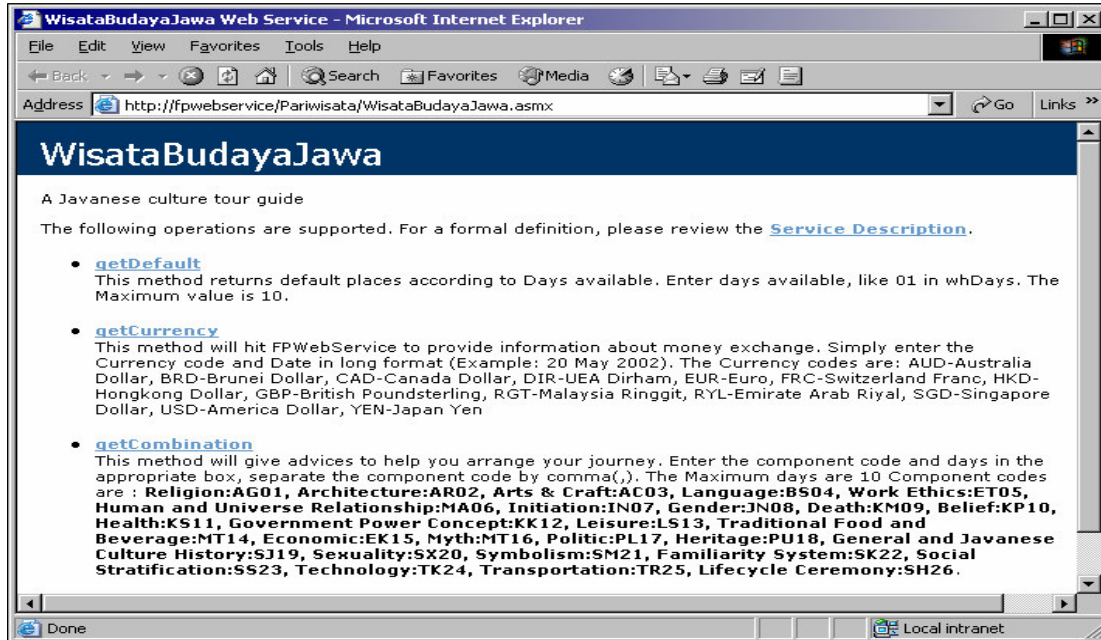 WisataBudayaJawa Web Service - Microsoft Internet Explorer
File Edit View Favorites Tools Help
Back Search Favorites Media
Address http://fpwebservice/Pariwisata/WisataBudayaJawa.asmx Go Links »
WisataBudayaJawa
A Javanese culture tour guide
The following operations are supported. For a formal definition, please review the Service Description.
• getDefault
This method returns default places according to Days available. Enter days available, like 01 in whDays. The
Maximum value is 10.
• getCurrency
This method will hit FPWebService to provide information about money exchange. Simply enter the
Currency code and Date in long format (Example: 20 May 2002). The Currency codes are: AUD-Australia
Dollar, BRD-Brunei Dollar, CAD-Canada Dollar, DIR-UEA Dirham, EUR-Euro, FRC-Switzerland Franc, HKD-
Hongkong Dollar, GBP-British Poundsterling, RGT-Malaysia Ringgit, RYL-Emirate Arab Riyal, SGD-Singapore
Dollar, USD-America Dollar, YEN-Japan Yen
• getCombination
This method will give advices to help you arrange your journey. Enter the component code and days in the
appropriate box, separate the component code by comma(,). The Maximum days are 10 Component codes
are : Religion:AG01, Architecture:AR02, Arts & Craft:AC03, Language:BS04, Work Ethics:ET05,
Human and Universe Relationship:MA06, Initiation:IN07, Gender:JN08, Death:KM09, Belief:KP10,
Health:KS11, Government Power Concept:KK12, Leisure:LS13, Traditional Food and
Beverage:MT14, Economic:EK15, Myth:MT16, Politic:PL17, Heritage:PU18, General and Javanese
Culture History:SJ19, Sexuality:SX20, Symbolism:SM21, Familiarity System:SK22, Social
Stratification:SS23, Technology:TK24, Transportation:TR25, Lifecycle Ceremony:SH26.
Done Local intranet